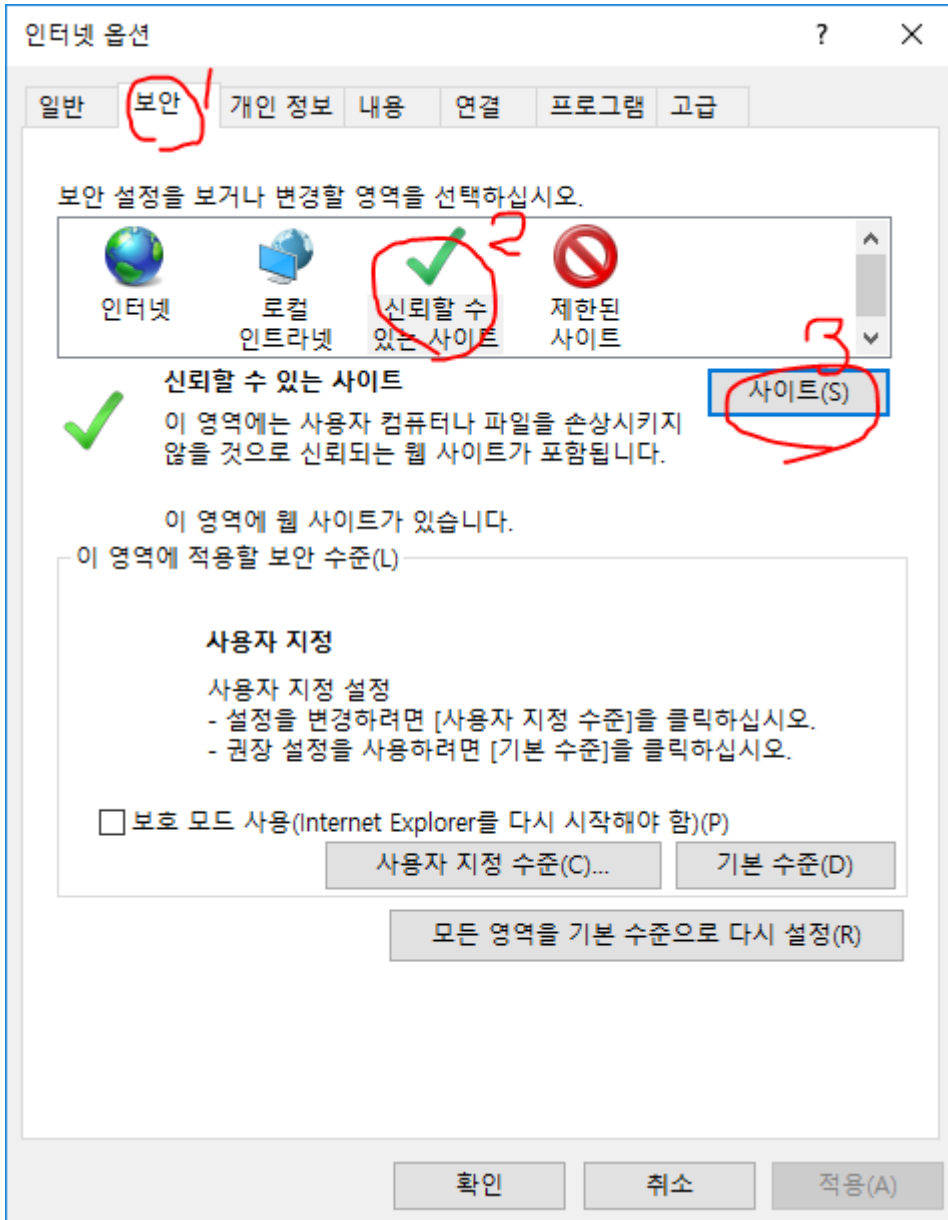 인터넷 옵션 ?
일반 보안 1 개인 정보 내용 연결 프로그램 고급
보안 설정을 보거나 변경할 영역을 선택하십시오.
2
인터넷
로컬
인트라넷
신뢰할 수
있는 사이트
제한된
사이트
3
신뢰할 수 있는 사이트
사이트(S)
이 영역에는 사용자 컴퓨터나 파일을 손상시키지
않을 것으로 신뢰되는 웹 사이트가 포함됩니다.
이 영역에 웹 사이트가 있습니다.
이 영역에 적용할 보안 수준(L)
사용자 지정
사용자 지정 설정
- 설정을 변경하려면 [사용자 지정 수준]을 클릭하십시오.
- 권장 설정을 사용하려면 [기본 수준]을 클릭하십시오.
보호 모드 사용(Internet Explorer를 다시 시작해야 함)(P)
사용자 지정 수준(C)... 기본 수준(D)
모든 영역을 기본 수준으로 다시 설정(R)
확인 취소 적용(A)